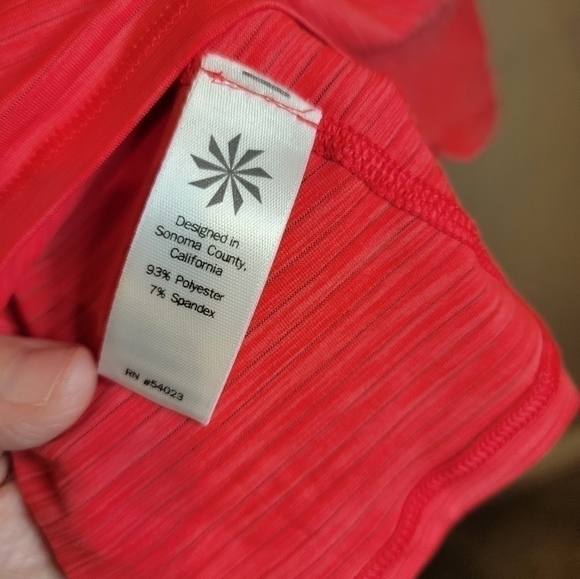 Designed in
Sonoma County,
California
93% Polyester
7% Spandex
RN #54023